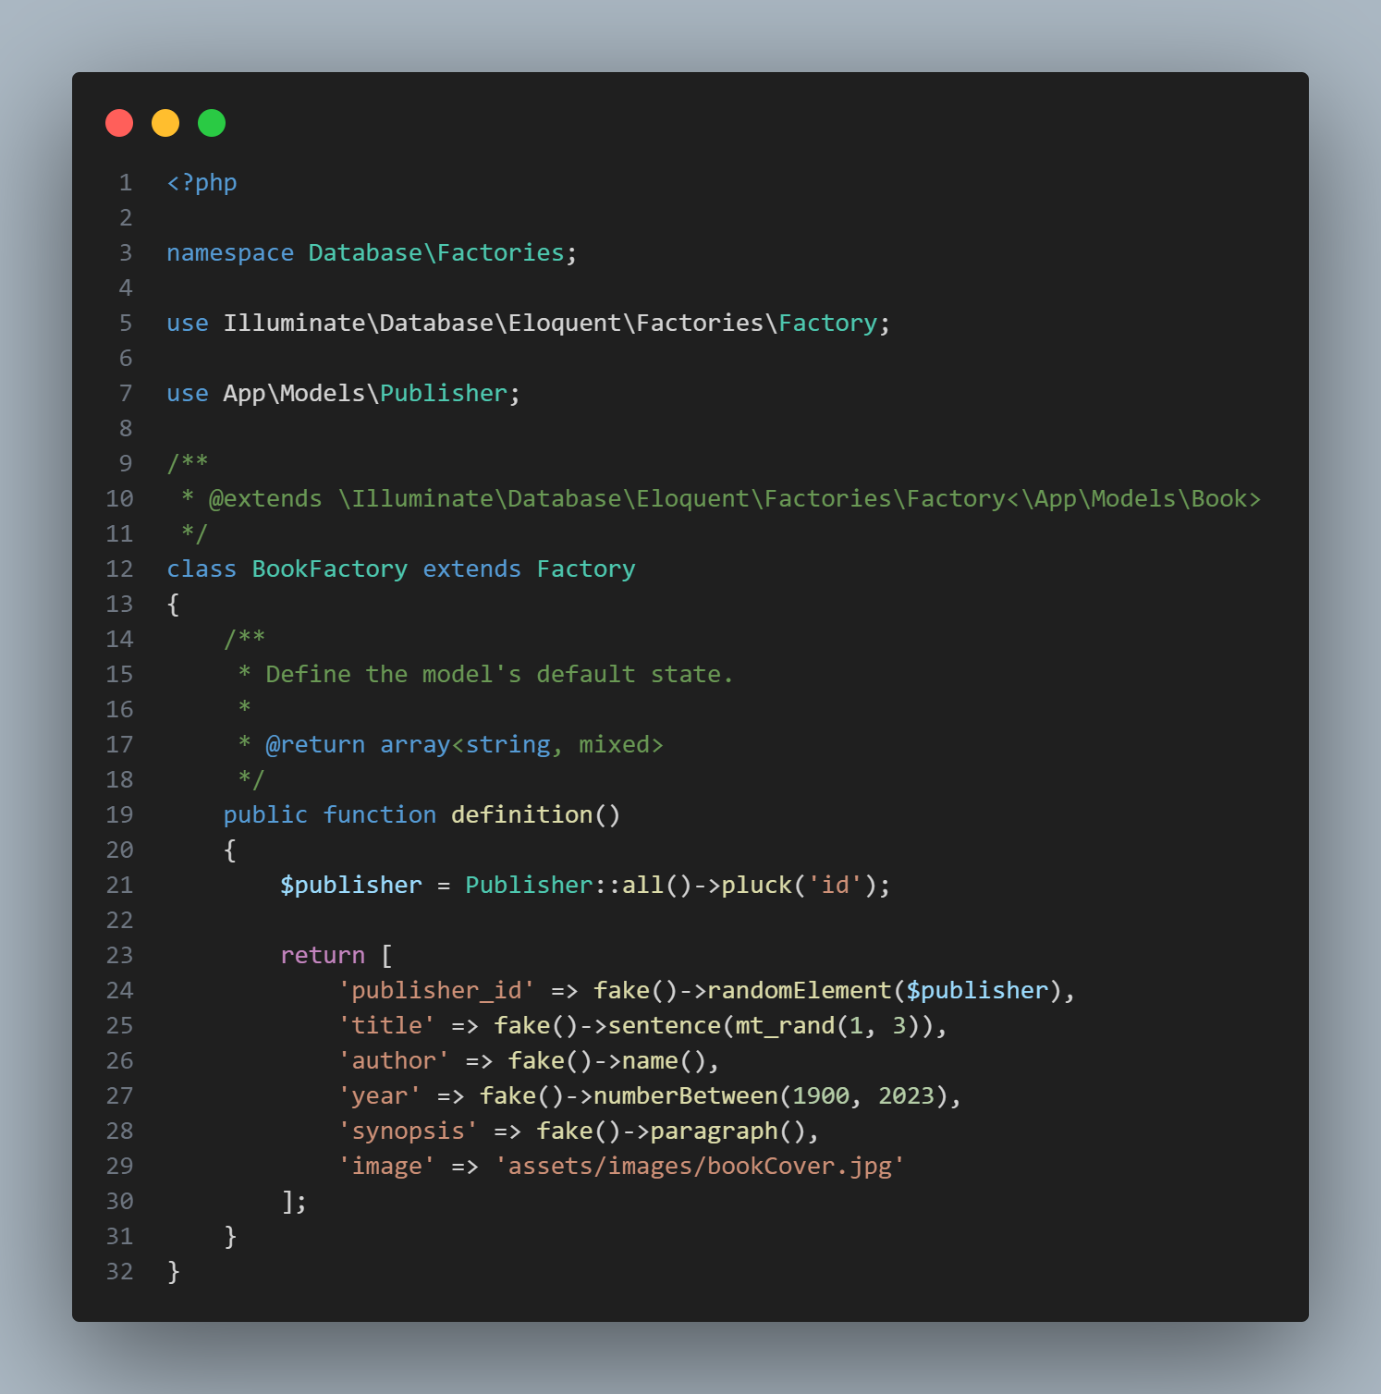 1 <?php
2
3 namespace Database\Factories;
4
5 use Illuminate\Database\Eloquent\Factories\Factory;
6
7 use App\Models\Publisher;
8
9 /**
10  * @extends \Illuminate\Database\Eloquent\Factories\Factory<\App\Models\Book>
11  */
12 class BookFactory extends Factory
13 {
14     /**
15      * Define the model's default state.
16      *
17      * @return array<string, mixed>
18      */
19     public function definition()
20     {
21         $publisher = Publisher::all()->pluck('id');
22
23         return [
24             'publisher_id' => fake()->randomElement($publisher),
25             'title' => fake()->sentence(mt_rand(1, 3)),
26             'author' => fake()->name(),
27             'year' => fake()->numberBetween(1900, 2023),
28             'synopsis' => fake()->paragraph(),
29             'image' => 'assets/images/bookCover.jpg'
30         ];
31     }
32 }